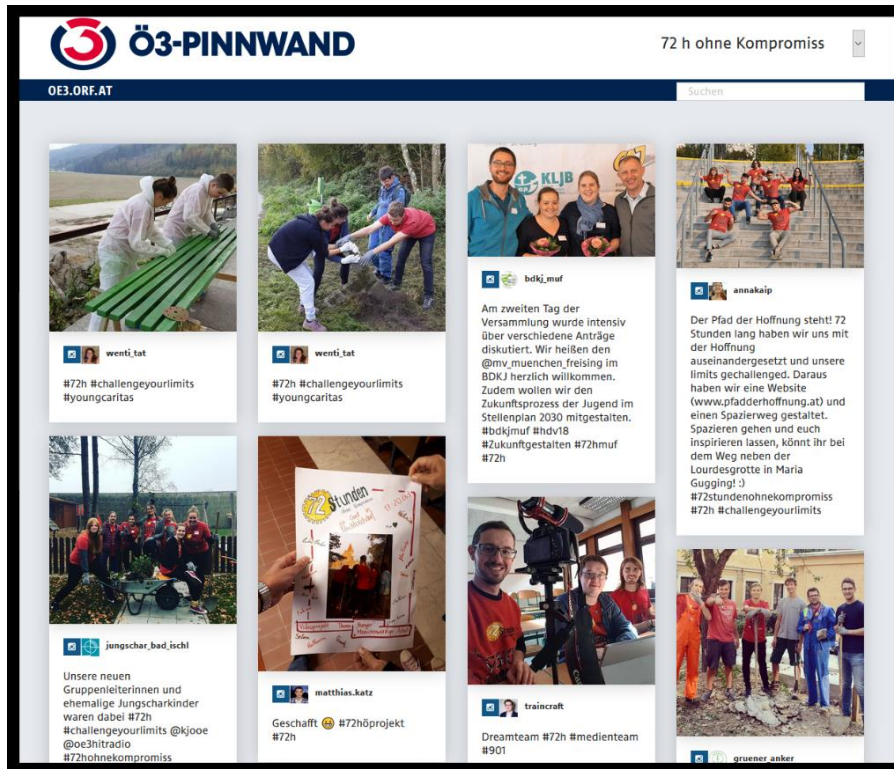 Ö3-PINNWAND
72 h ohne Kompromiss
OE3.ORF.AT
Suchen
wenti_tat
#72h #challengeyourlimits
#youngcaritas
wenti_tat
#72h #challengeyourlimits
#youngcaritas
KLJB
bdkj_muf
Am zweiten Tag der
Versammlung wurde intensiv
über verschiedene Anträge
diskutiert. Wir heißen den
@mv_muenchen_freising im
BDKJ herzlich willkommen.
Zudem wollen wir den
Zukunftsprozess der Jugend im
Stellenplan 2030 mitgestalten.
#bdkjmuf #hdv18
#Zukunftgestalten #72hmuf
#72h
annakaip
Der Pfad der Hoffnung steht! 72
Stunden lang haben wir uns mit
der Hoffnung
auseinandergesetzt und unsere
limits gechallenged. Daraus
haben wir eine Website
(www.pfadderhoffnung.at) und
einen Spazierweg gestaltet.
Spazieren gehen und euch
inspirieren lassen, könnt ihr bei
dem Weg neben der
Lourdesgrotte in Maria
Gugging! :)
#72stundenohnekompromiss
#72h #challengeyourlimits
jungschar_bad_ischl
Unsere neuen
Gruppenleiterinnen und
ehemalige Jungscharkinder
waren dabei #72h
#challengeyourlimits @kjooe
@oe3hitradio
#72hohnekompromiss
72 Stunden
matthias.katz
Geschafft 😅 #72höprojekt
#72h
traincraft
Dreamteam #72h #medienteam
#901
gruener_anker